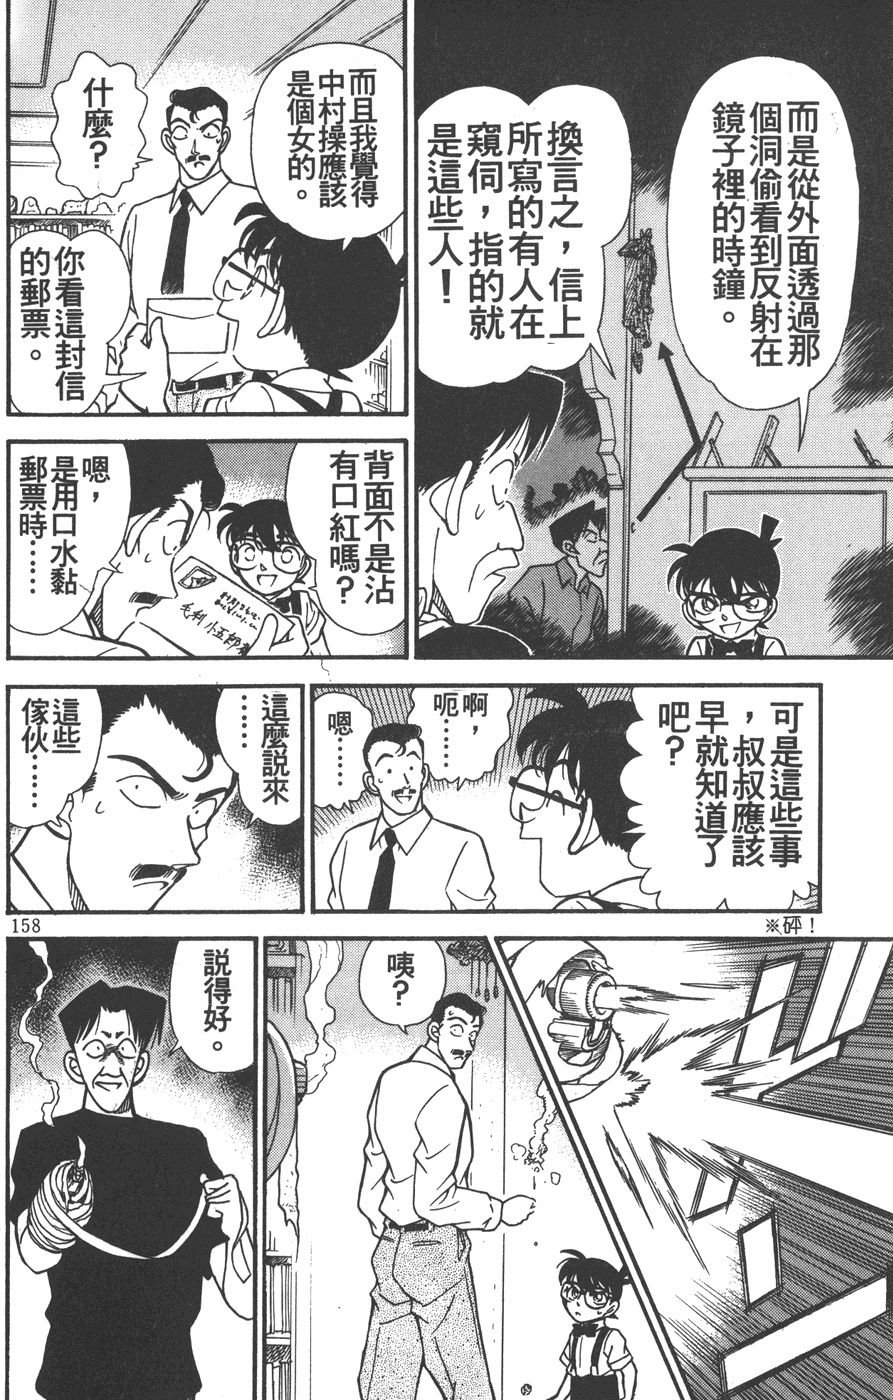 而是從外面透過那
個洞偷看到反射在
鏡子裡的時鐘。
換言之，信上
所寫的有人在
窺伺，指的就
是這些人！
而且我覺得
中村操應該
是個女的。
什麼？
你看這封信
的郵票。
背面不是沾
有口紅嗎？
嗯，
是用口水黏
郵票時……
毛利小五郎
可是這些事
，叔叔應該
早就知道了
吧？
啊，
呃……
嗯……
這麼說來
……
這些
傢伙……
158
※砰！
咦？
說得好。